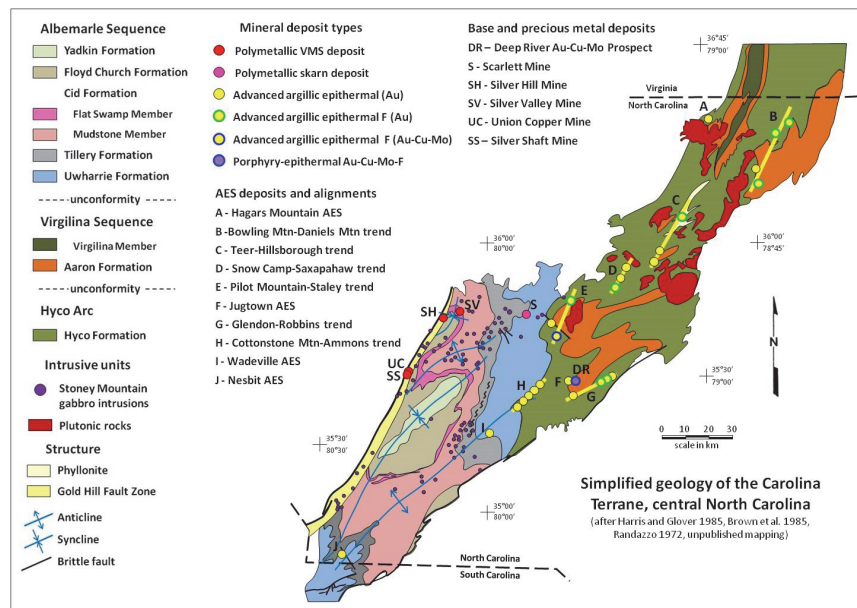 Albemarle Sequence
Yadkin Formation
Floyd Church Formation
Cid Formation
Flat Swamp Member
Mudstone Member
Tillery Formation
Uwharrie Formation
-----unconformity------
Virgilina Sequence
Virgilina Member
Aaron Formation
-----unconformity------
Hyco Arc
Hyco Formation
Intrusive units
Stoney Mountain
gabbro intrusions
Plutonic rocks
Structure
Phyllonite
Gold Hill Fault Zone
Anticline
Syncline
Brittle fault
Mineral deposit types
Polymetallic VMS deposit
Polymetallic skarn deposit
Advanced argillic epithermal (Au)
Advanced argillic epithermal F (Au)
Advanced argillic epithermal F (Au-Cu-Mo)
Porphyry-epithermal Au-Cu-Mo-F
AES deposits and alignments
A - Hagars Mountain AES
B -Bowling Mtn-Daniels Mtn trend
C - Teer-Hillsborough trend
D - Snow Camp-Saxapahaw trend
E - Pilot Mountain-Staley trend
F - Jugtown AES
G - Glendon-Robbins trend
H - Cottonstone Mtn-Ammons trend
I - Wadeville AES
J - Nesbit AES
Base and precious metal deposits
DR – Deep River Au-Cu-Mo Prospect
S - Scarlett Mine
SH - Silver Hill Mine
SV - Silver Valley Mine
UC - Union Copper Mine
SS – Silver Shaft Mine
36°45'
79°00'
Virginia
North Carolina
A
B
C
36°00'
78°45'
36°00'
80°00'
D
E
SV
SH
S
UC
SS
DR
F
G
H
I
35°30'
79°00'
N
35°30'
80°30'
0 10 20 30
scale in km
35°00'
80°00'
J
North Carolina
South Carolina
Simplified geology of the Carolina
Terrane, central North Carolina
(after Harris and Glover 1985, Brown et al. 1985,
Randazzo 1972, unpublished mapping)